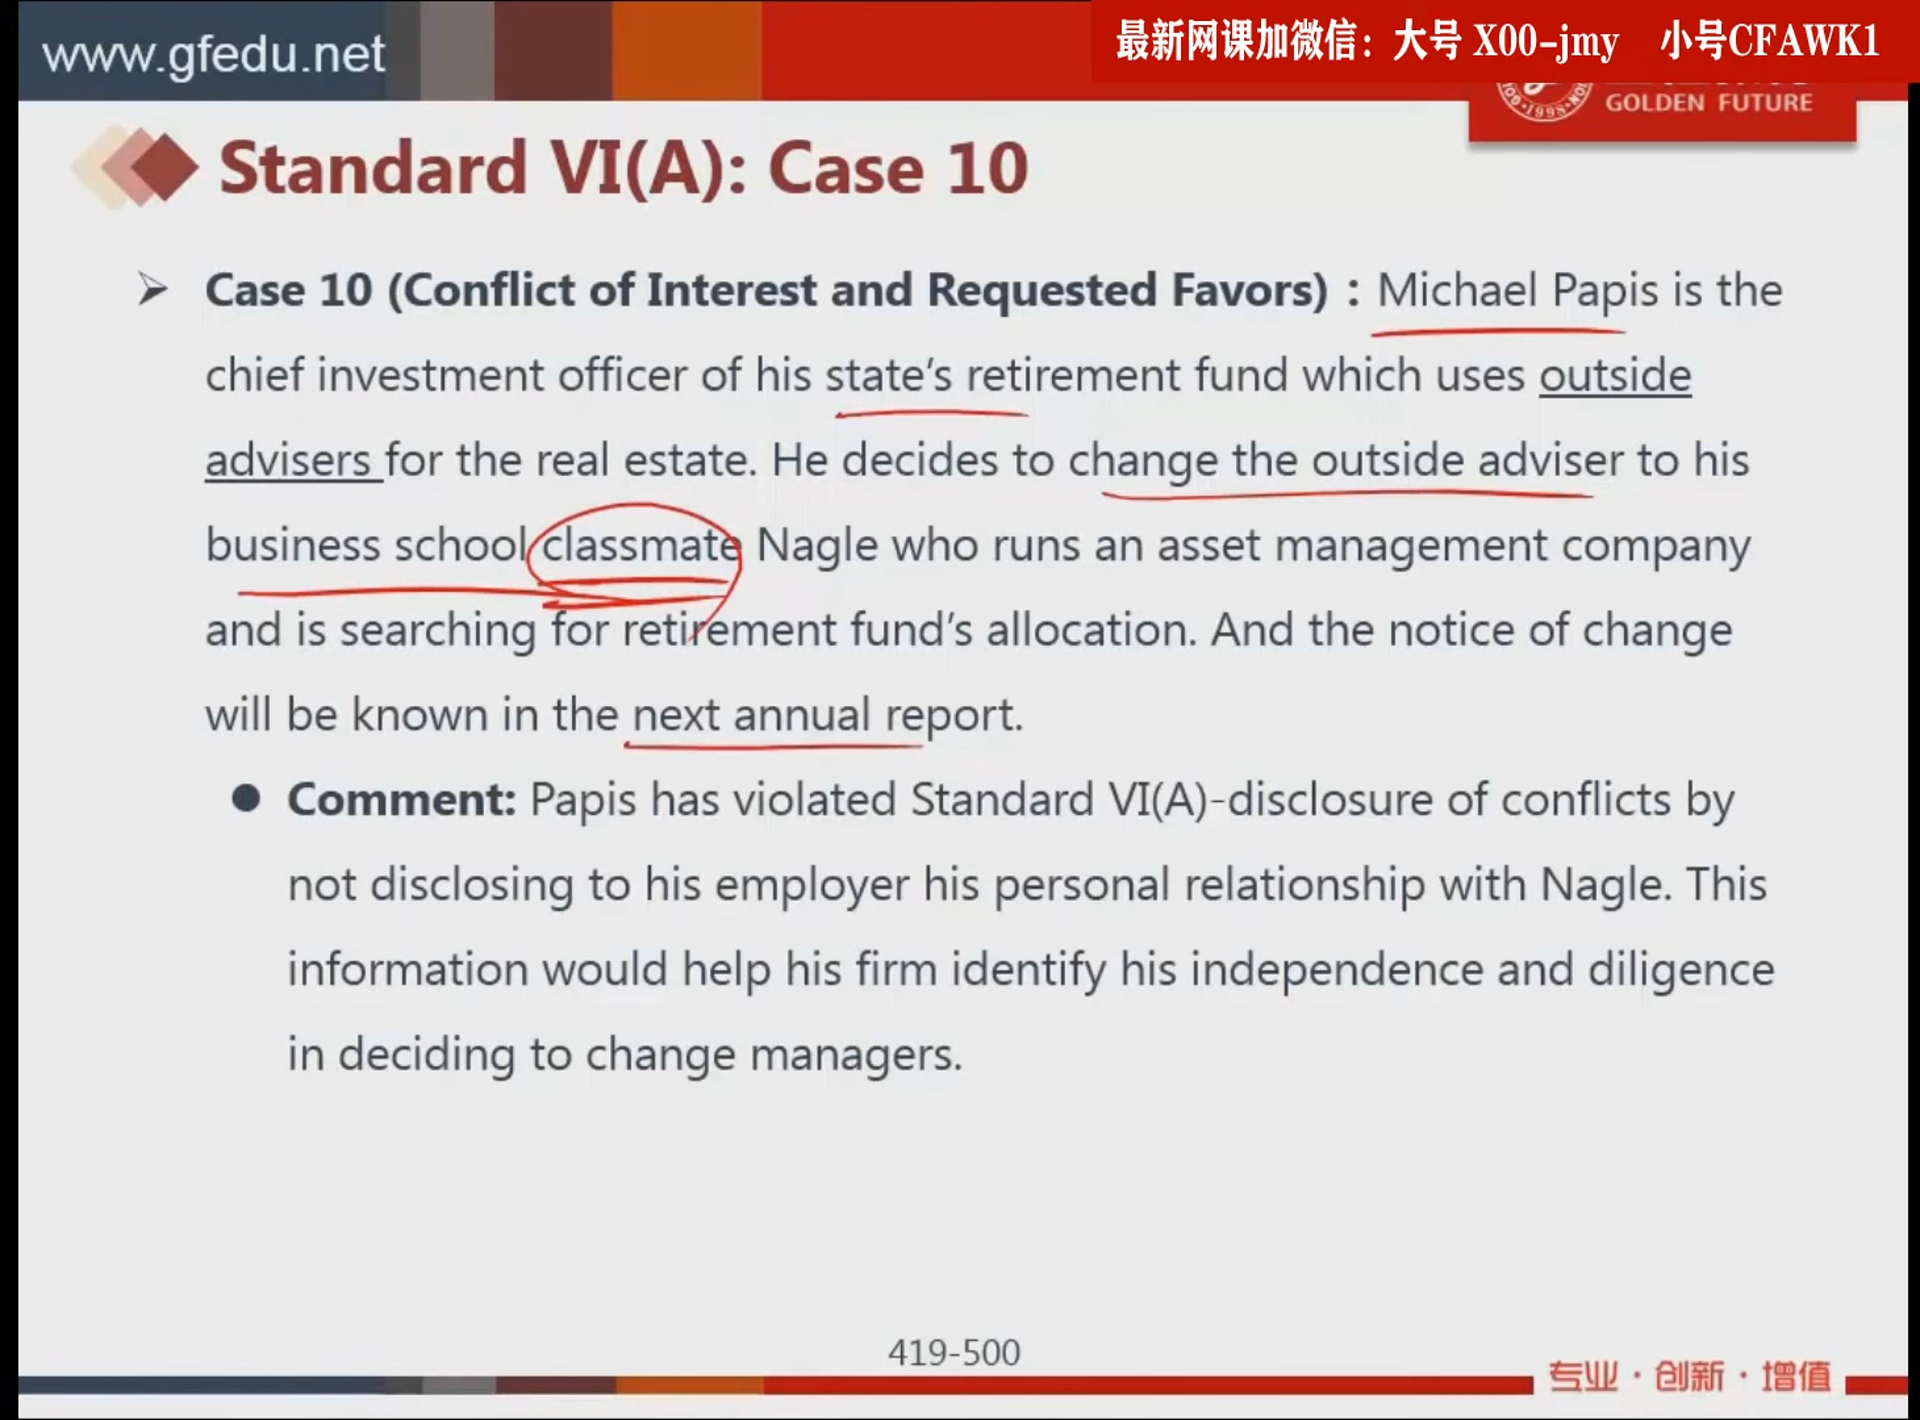 www.gfedu.net
最新网课加微信：大号 X00-jmy 小号CFAWK1
GOLDEN FUTURE
Standard VI(A): Case 10
➢ Case 10 (Conflict of Interest and Requested Favors)：Michael Papis is the
chief investment officer of his state’s retirement fund which uses outside
advisers for the real estate. He decides to change the outside adviser to his
business school classmate Nagle who runs an asset management company
and is searching for retirement fund’s allocation. And the notice of change
will be known in the next annual report.
● Comment: Papis has violated Standard VI(A)-disclosure of conflicts by
not disclosing to his employer his personal relationship with Nagle. This
information would help his firm identify his independence and diligence
in deciding to change managers.
419-500
专业·创新·增值